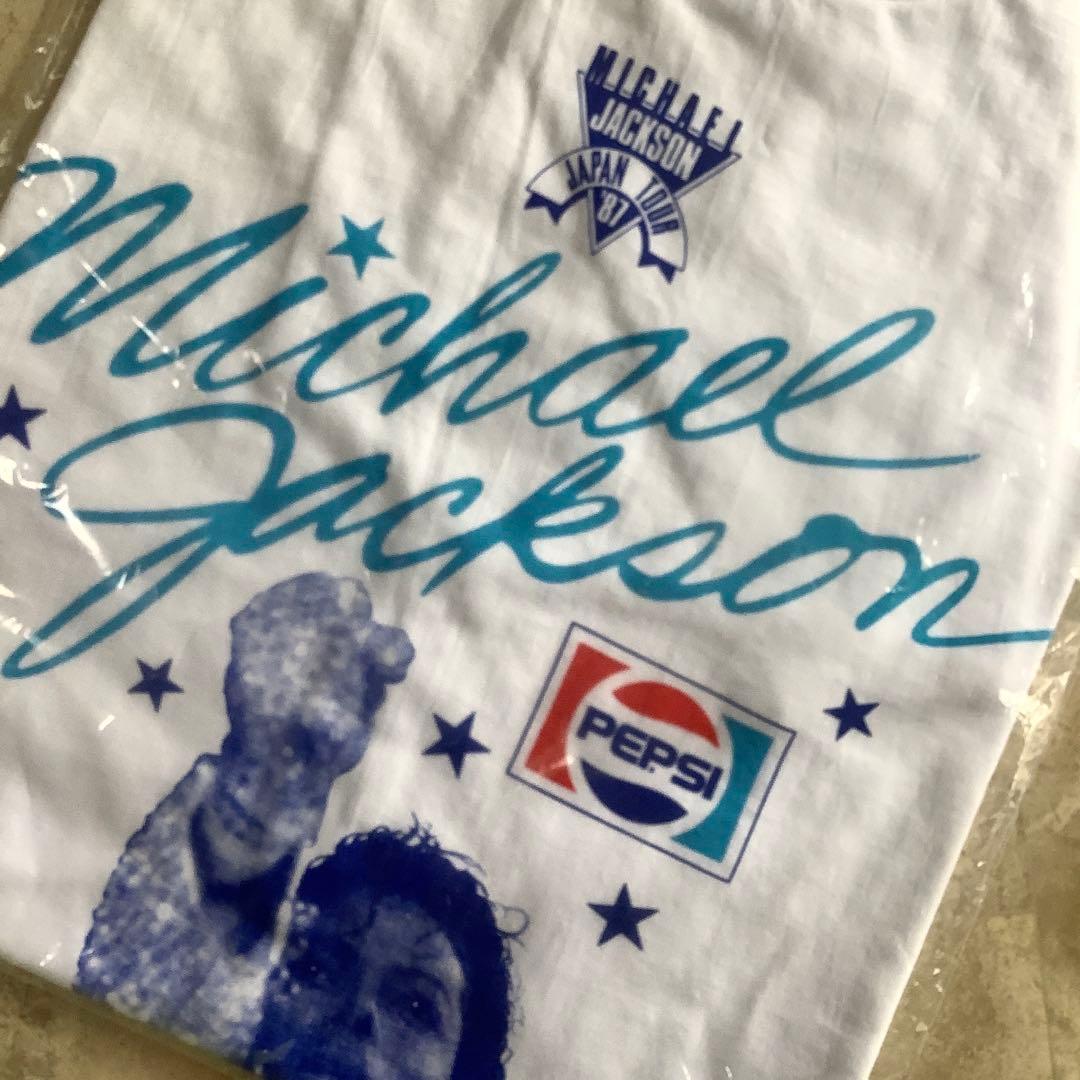 MICHAEL
JACKSON
JAPAN TOUR
'87
Michael
Jackson
PEPSI